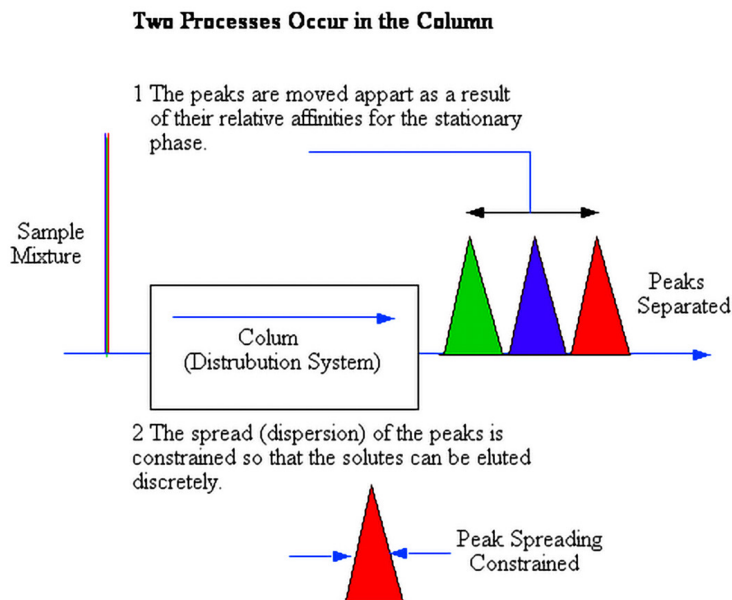 Two Processes Occur in the Column
1 The peaks are moved appart as a result
of their relative affinities for the stationary
phase.
Sample
Mixture
Peaks
Separated
Colum
(Distrubution System)
2 The spread (dispersion) of the peaks is
constrained so that the solutes can be eluted
discretely.
Peak Spreading
Constrained